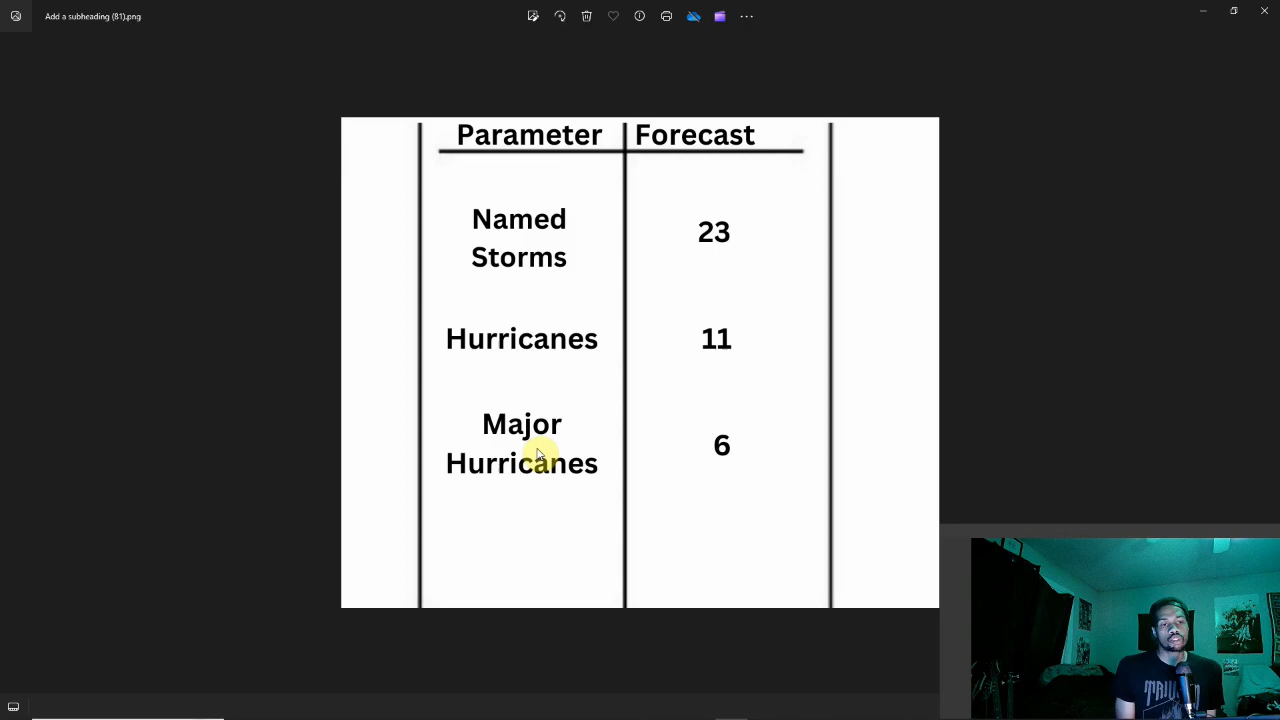 Add a subheading (81).png
Parameter Forecast
Named
Storms
23
Hurricanes 11
Major
Hurricanes
6